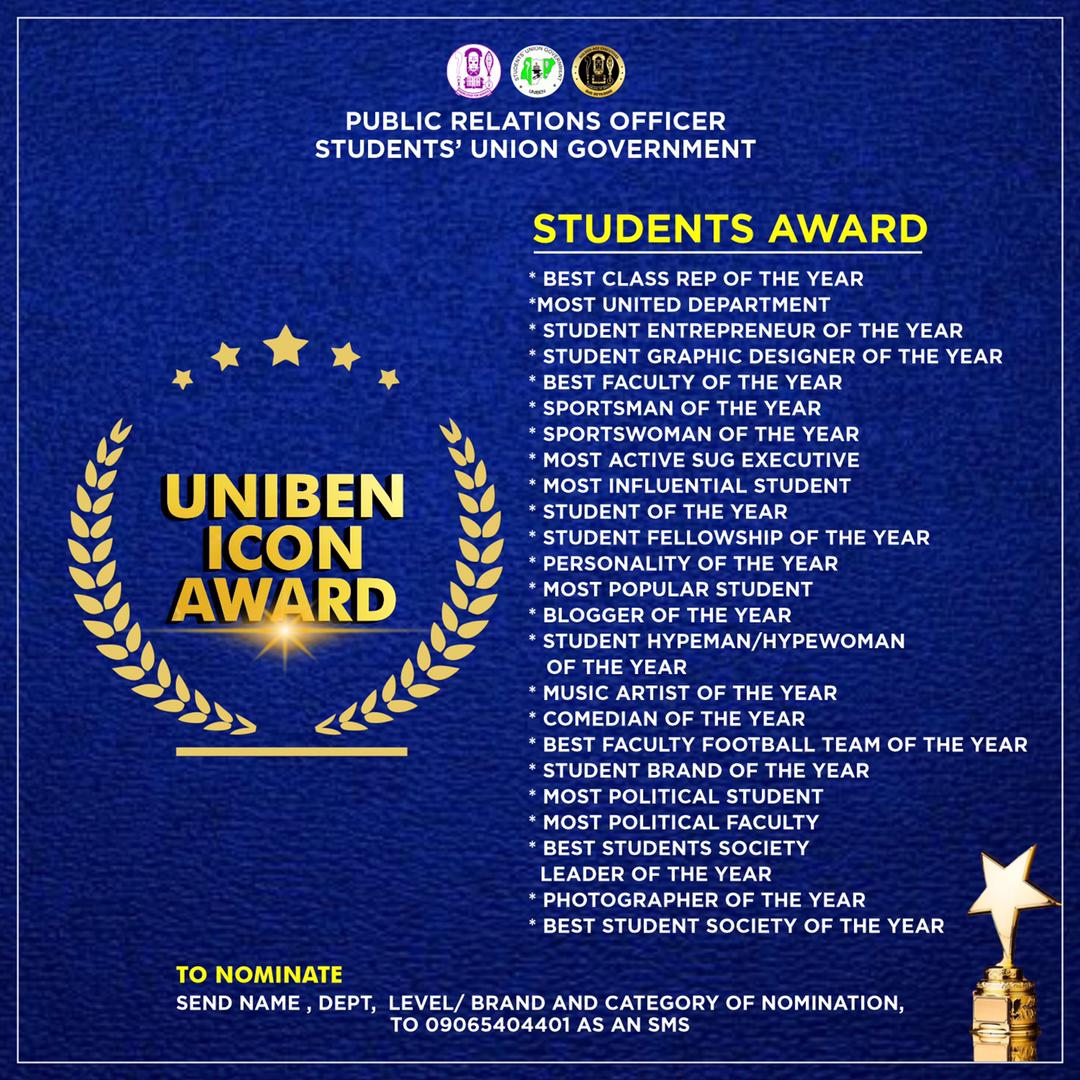 STUDENTS' UNION GOVERNMENT
UNIBEN
PUBLIC RELATIONS OFFICER
STUDENTS’ UNION GOVERNMENT
STUDENTS AWARD
* BEST CLASS REP OF THE YEAR
*MOST UNITED DEPARTMENT
* STUDENT ENTREPRENEUR OF THE YEAR
* STUDENT GRAPHIC DESIGNER OF THE YEAR
* BEST FACULTY OF THE YEAR
* SPORTSMAN OF THE YEAR
* SPORTSWOMAN OF THE YEAR
* MOST ACTIVE SUG EXECUTIVE
* MOST INFLUENTIAL STUDENT
* STUDENT OF THE YEAR
* STUDENT FELLOWSHIP OF THE YEAR
* PERSONALITY OF THE YEAR
* MOST POPULAR STUDENT
* BLOGGER OF THE YEAR
* STUDENT HYPEMAN/HYPEWOMAN
OF THE YEAR
* MUSIC ARTIST OF THE YEAR
* COMEDIAN OF THE YEAR
* BEST FACULTY FOOTBALL TEAM OF THE YEAR
* STUDENT BRAND OF THE YEAR
* MOST POLITICAL STUDENT
* MOST POLITICAL FACULTY
* BEST STUDENTS SOCIETY
LEADER OF THE YEAR
* PHOTOGRAPHER OF THE YEAR
* BEST STUDENT SOCIETY OF THE YEAR
UNIBEN
ICON
AWARD
TO NOMINATE
SEND NAME , DEPT, LEVEL/ BRAND AND CATEGORY OF NOMINATION,
TO 09065404401 AS AN SMS